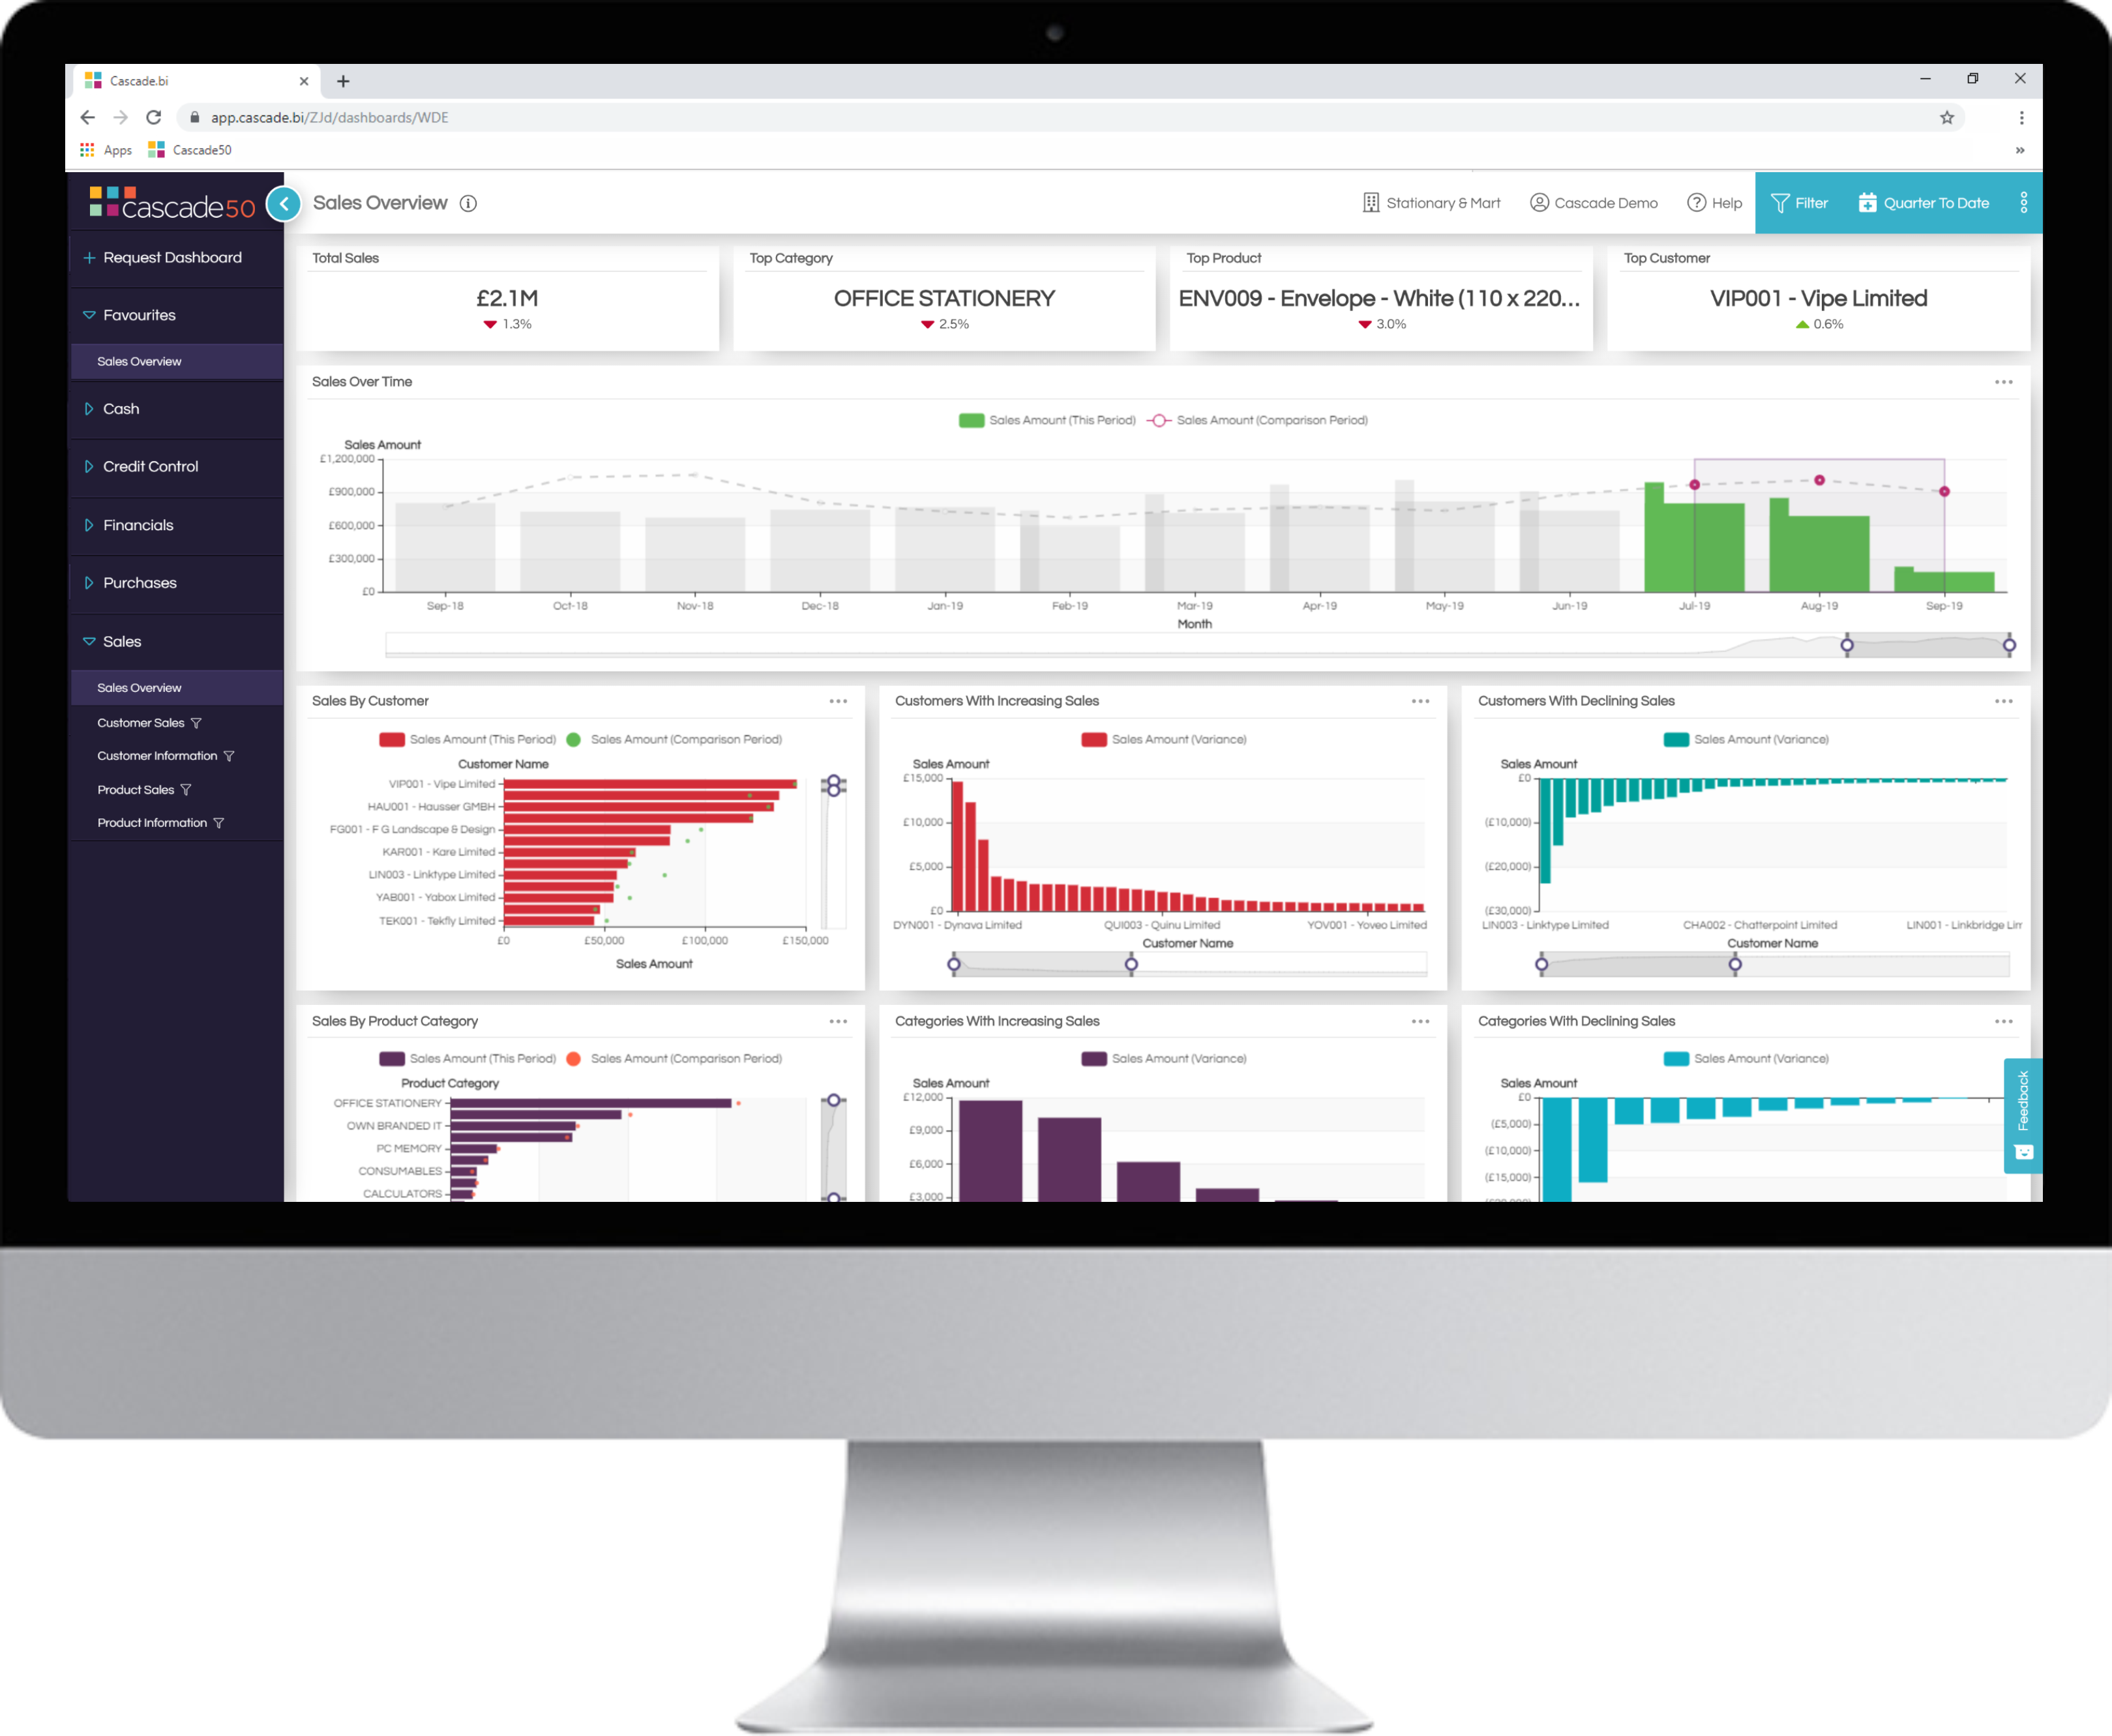 Cascade.bi
app.cascade.bi/ZJd/dashboards/WDE
Apps Cascade50
cascade50
Sales Overview
Stationary & Mart Cascade Demo Help Filter Quarter To Date
Request Dashboard
Favourites
Sales Overview
Cash
Credit Control
Financials
Purchases
Sales
Sales Overview
Customer Sales
Customer Information
Product Sales
Product Information
Total Sales
£2.1M
1.3%
Top Category
OFFICE STATIONERY
2.5%
Top Product
ENV009 - Envelope - White (110 x 220...
3.0%
Top Customer
VIP001 - Vipe Limited
0.6%
Sales Over Time
Sales Amount (This Period) Sales Amount (Comparison Period)
Sales Amount
£1,200,000
£900,000
£600,000
£300,000
£0
Sep-18 Oct-18 Nov-18 Dec-18 Jan-19 Feb-19 Mar-19 Apr-19 May-19 Jun-19 Jul-19 Aug-19 Sep-19
Month
Sales By Customer
Sales Amount (This Period) Sales Amount (Comparison Period)
Customer Name
VIP001 - Vipe Limited
HAU001 - Hausser GMBH
FG001 - F G Landscape & Design
KAR001 - Kare Limited
LIN003 - Linktype Limited
YAB001 - Yabox Limited
TEK001 - Tekfly Limited
£0 £50,000 £100,000 £150,000
Sales Amount
Customers With Increasing Sales
Sales Amount (Variance)
Sales Amount
£15,000
£10,000
£5,000
£0
DYN001 - Dynava Limited QUI003 - Quinu Limited YOV001 - Yoveo Limited
Customer Name
Customers With Declining Sales
Sales Amount (Variance)
Sales Amount
£0
(£10,000)
(£20,000)
(£30,000)
LIN003 - Linktype Limited CHA002 - Chatterpoint Limited LIN001 - Linkbridge Lim
Customer Name
Sales By Product Category
Sales Amount (This Period) Sales Amount (Comparison Period)
Product Category
OFFICE STATIONERY
OWN BRANDED IT
PC MEMORY
CONSUMABLES
CALCULATORS
Categories With Increasing Sales
Sales Amount (Variance)
Sales Amount
£12,000
£9,000
£6,000
£3,000
Categories With Declining Sales
Sales Amount (Variance)
Sales Amount
£0
(£5,000)
(£10,000)
(£15,000)
Feedback